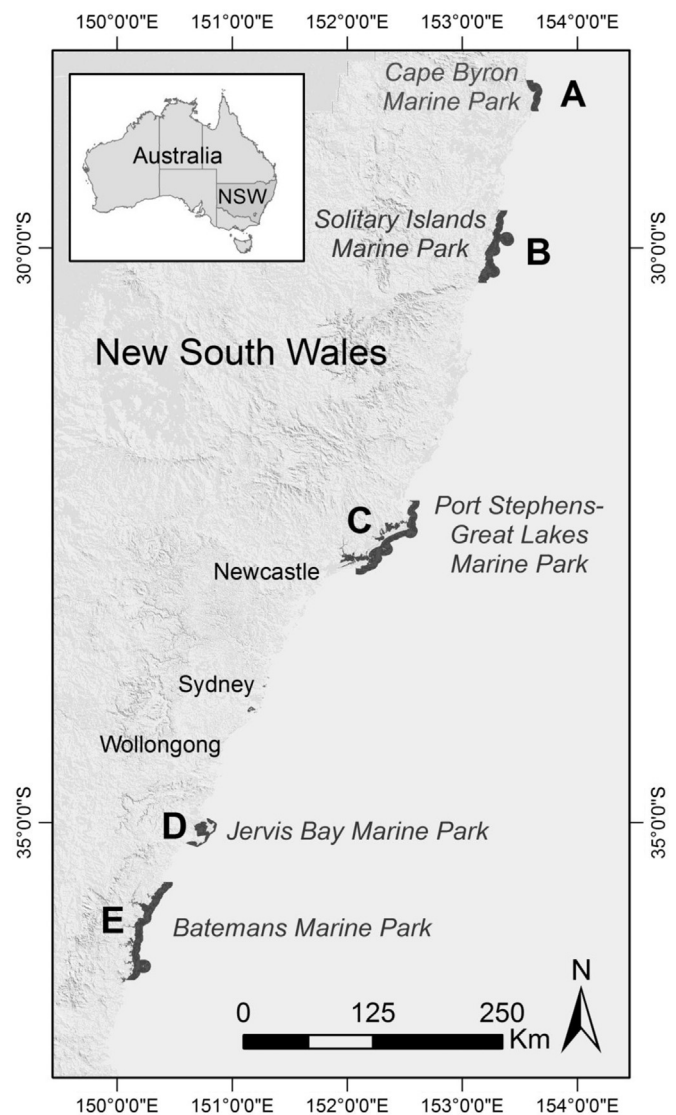 150°0'0"E 151°0'0"E 152°0'0"E 153°0'0"E 154°0'0"E
Cape Byron
Marine Park
A
Australia
NSW
Solitary Islands
Marine Park
B
30°0'0"S
30°0'0"S
New South Wales
C
Port Stephens-
Great Lakes
Marine Park
Newcastle
Sydney
Wollongong
35°0'0"S
35°0'0"S
D
Jervis Bay Marine Park
E
Batemans Marine Park
N
0 125 250
Km
150°0'0"E 151°0'0"E 152°0'0"E 153°0'0"E 154°0'0"E